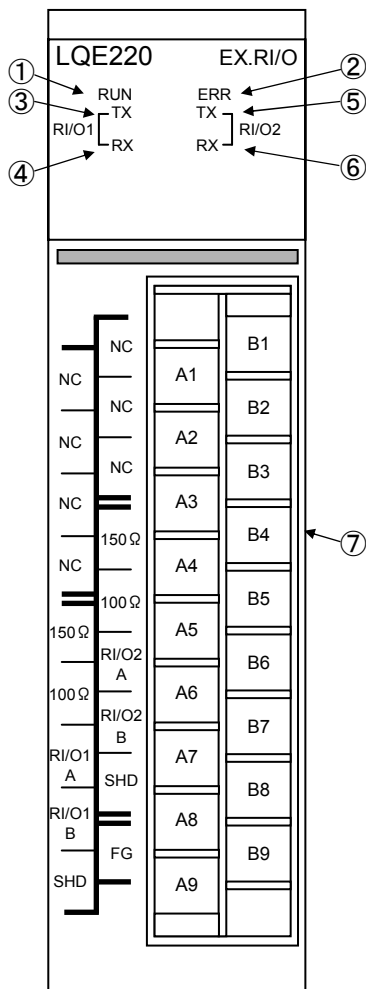 LQE220 EX.RI/O
① ②
RUN ERR
③ TX TX ⑤
RI/O1 RI/O2
④ RX RX ⑥
NC B1
NC A1
NC B2
NC A2
NC B3
NC A3
150Ω B4
NC A4
⑦
100Ω B5
150Ω A5
RI/O2
A B6
100Ω A6
RI/O2
B B7
RI/O1
A A7
SHD B8
RI/O1
B A8
FG B9
SHD A9